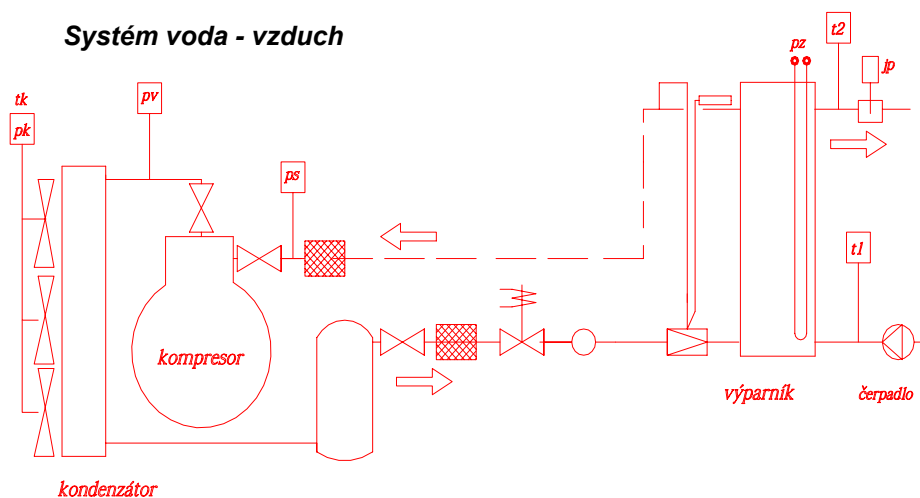 Systém voda - vzduch
t2
pz
jp
tk
pv
pk
ps
t1
kompresor
výparník
čerpadlo
kondenzátor